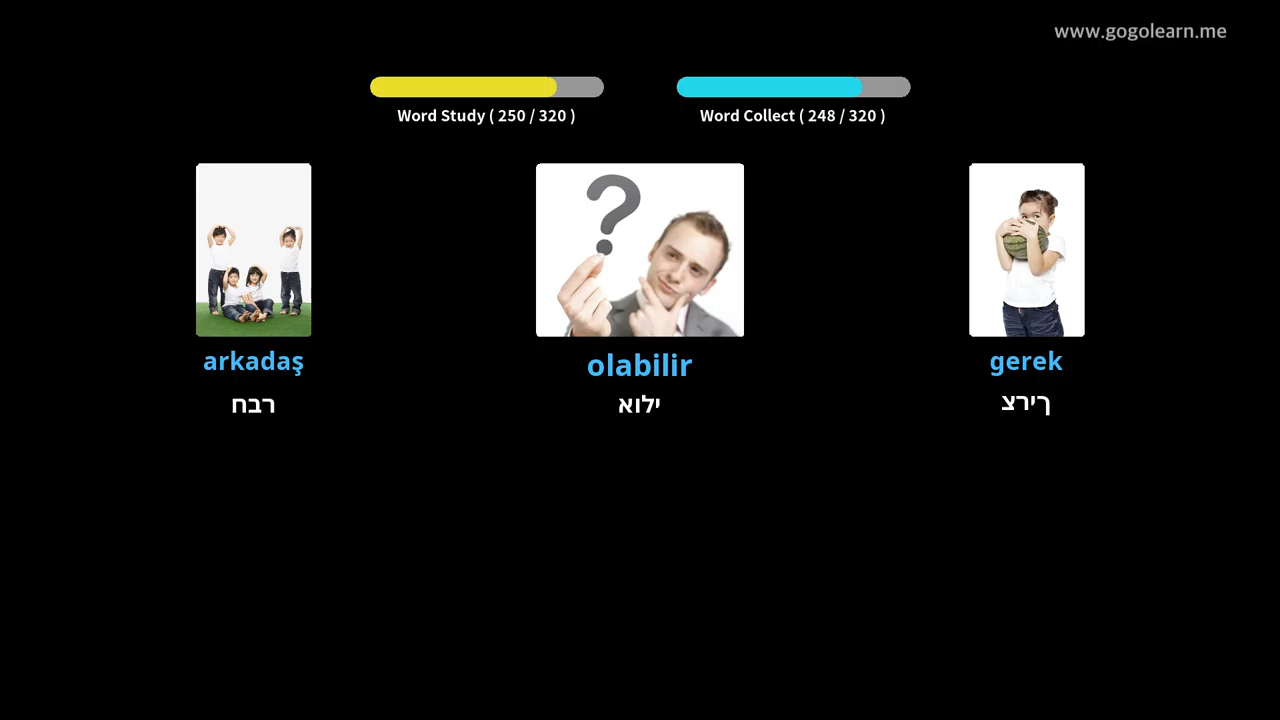 www.gogolearn.me
Word Study ( 250 / 320 )
Word Collect ( 248 / 320 )
arkadaş
רבח
olabilir
ילוא
gerek
ךירצ